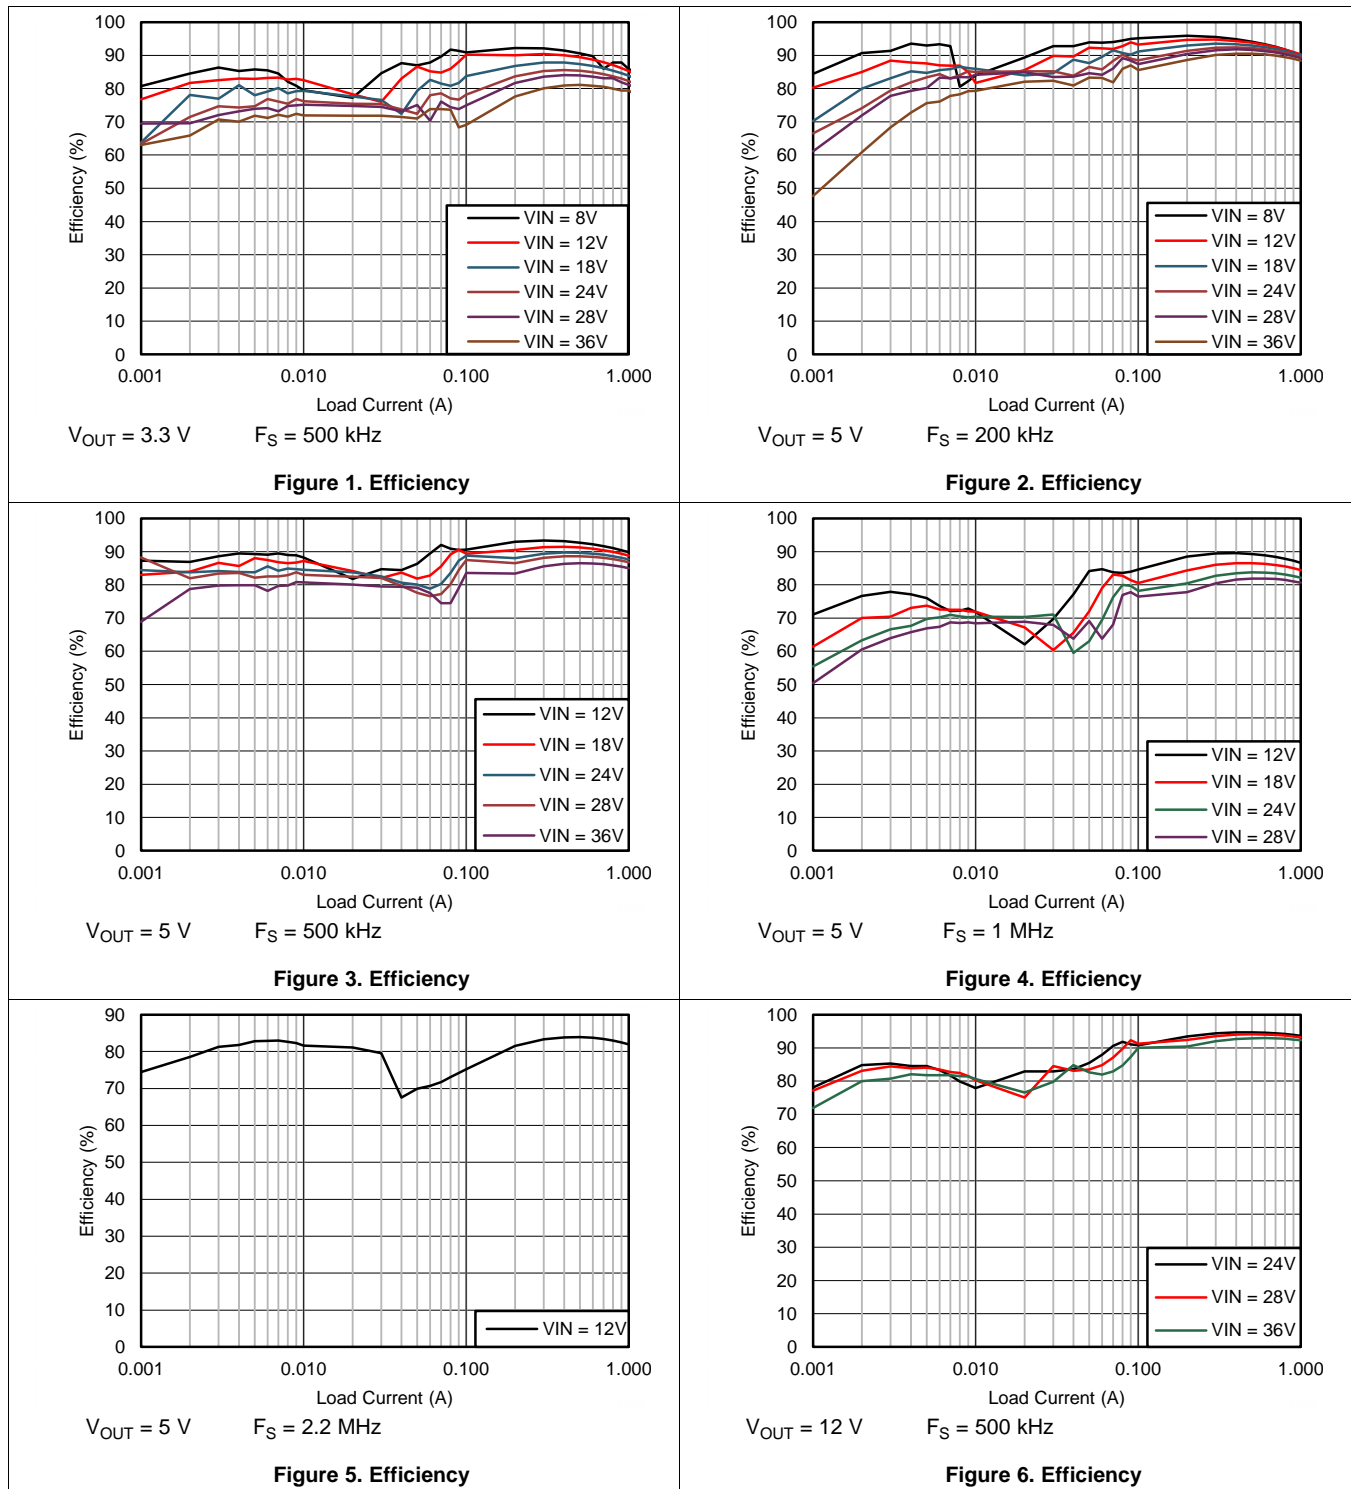 100
90
80
70
60
50
40
30
20
10
0
Efficiency (%)
VIN = 8V
VIN = 12V
VIN = 18V
VIN = 24V
VIN = 28V
VIN = 36V
0.001 0.010 0.100 1.000
Load Current (A)
VOUT = 3.3 V FS = 500 kHz
Figure 1. Efficiency
100
90
80
70
60
50
40
30
20
10
0
Efficiency (%)
VIN = 8V
VIN = 12V
VIN = 18V
VIN = 24V
VIN = 28V
VIN = 36V
0.001 0.010 0.100 1.000
Load Current (A)
VOUT = 5 V FS = 200 kHz
Figure 2. Efficiency
100
90
80
70
60
50
40
30
20
10
0
Efficiency (%)
VIN = 12V
VIN = 18V
VIN = 24V
VIN = 28V
VIN = 36V
0.001 0.010 0.100 1.000
Load Current (A)
VOUT = 5 V FS = 500 kHz
Figure 3. Efficiency
100
90
80
70
60
50
40
30
20
10
0
Efficiency (%)
VIN = 12V
VIN = 18V
VIN = 24V
VIN = 28V
0.001 0.010 0.100 1.000
Load Current (A)
VOUT = 5 V FS = 1 MHz
Figure 4. Efficiency
90
80
70
60
50
40
30
20
10
0
Efficiency (%)
VIN = 12V
0.001 0.010 0.100 1.000
Load Current (A)
VOUT = 5 V FS = 2.2 MHz
Figure 5. Efficiency
100
90
80
70
60
50
40
30
20
10
0
Efficiency (%)
VIN = 24V
VIN = 28V
VIN = 36V
0.001 0.010 0.100 1.000
Load Current (A)
VOUT = 12 V FS = 500 kHz
Figure 6. Efficiency